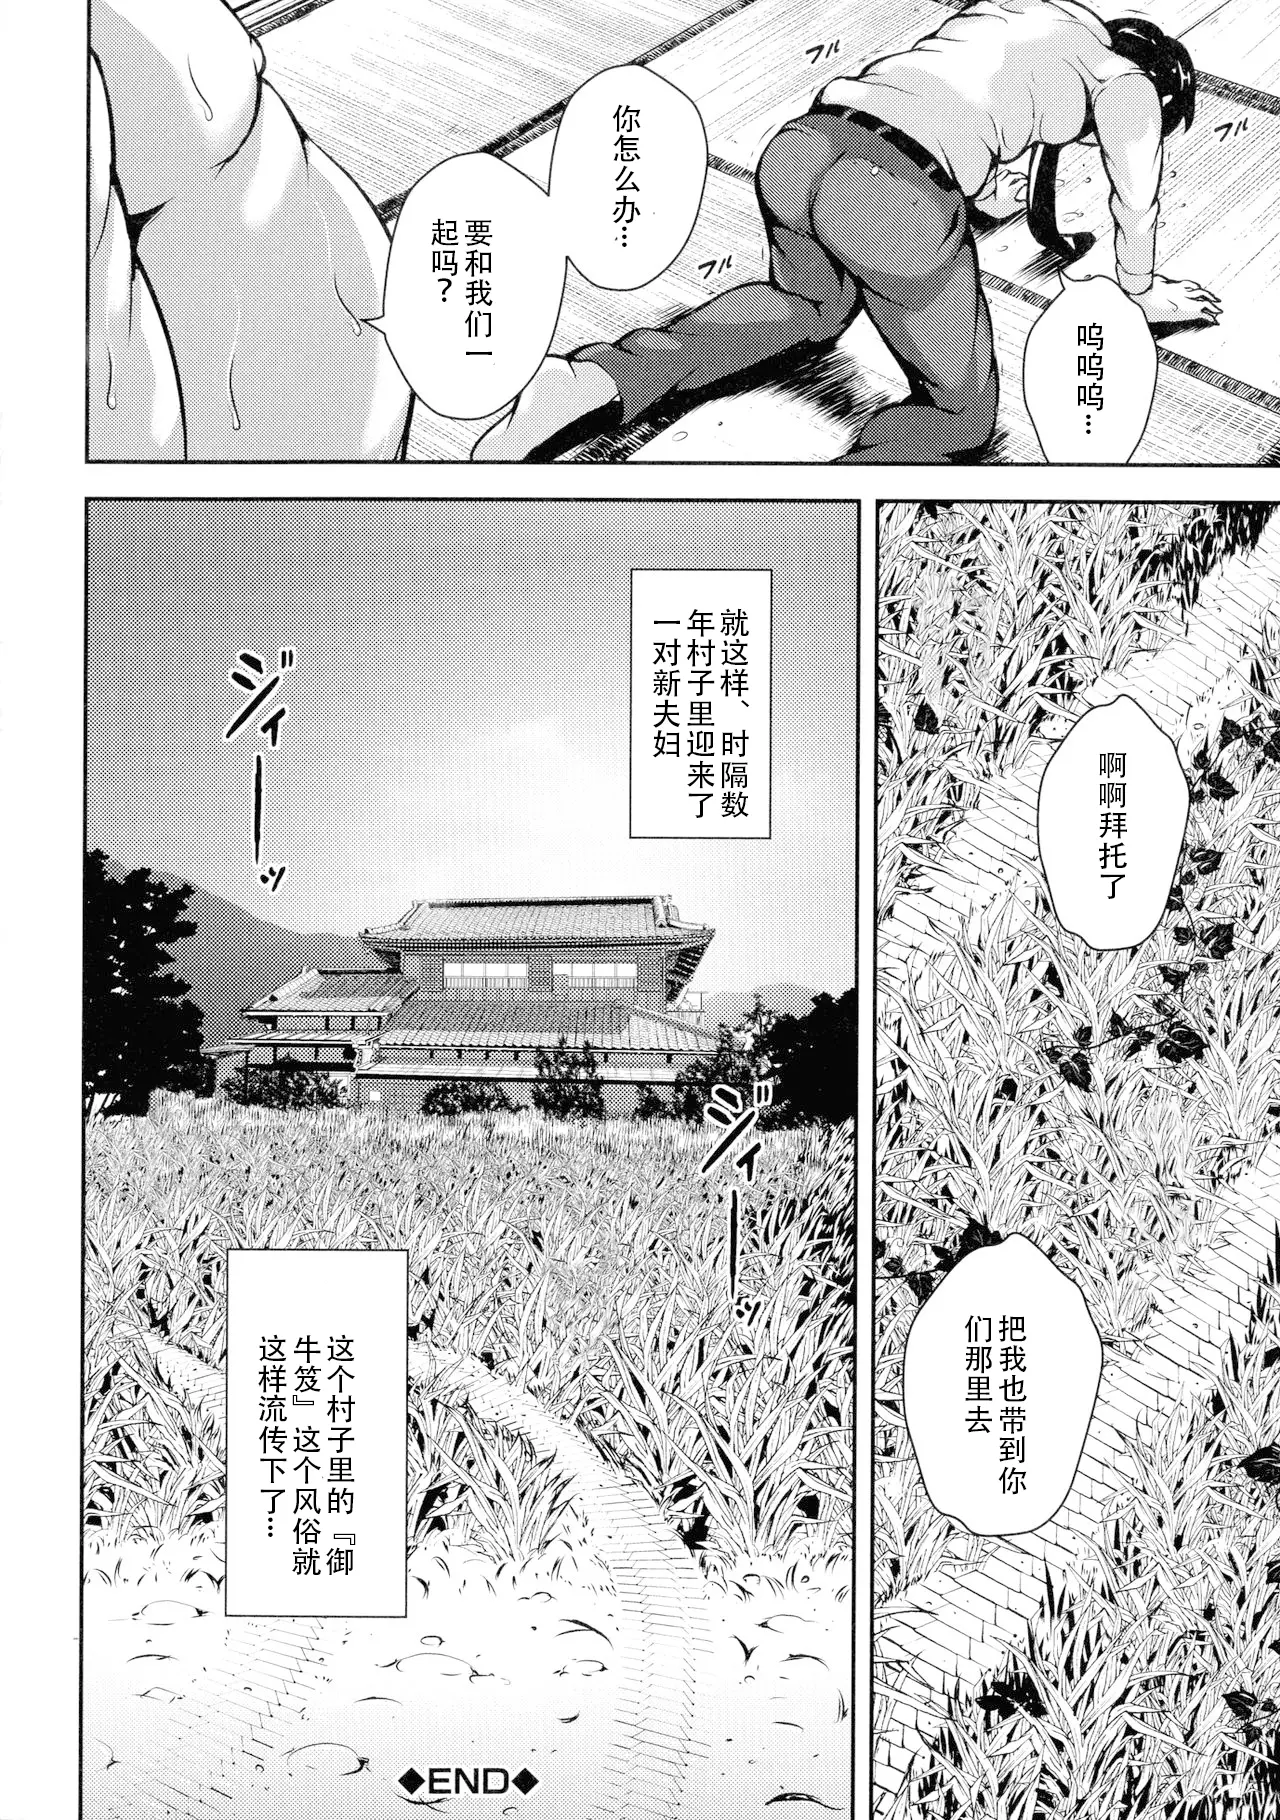 呜呜呜…
フル
フル
フル
你怎么办…
要和我们一
起吗？
啊啊拜托了
把我也带到你
们那里去
就这样、时隔数
年村子里迎来了
一对新夫妇
ジィーッ
ジィーッ
这个村子里的『御
牛笈』这个风俗就
这样流传下了…
◆END◆